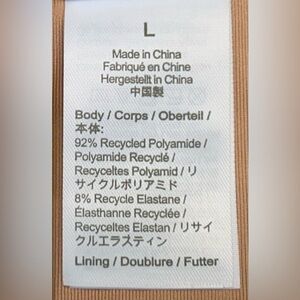 L
Made in China
Fabriqué en Chine
Hergestellt in China
中国製
Body / Corps / Oberteil /
本体:
92% Recycled Polyamide /
Polyamide Recyclé /
Recyceltes Polyamid / リ
サイクルポリアミド
8% Recycle Elastane /
Élasthanne Recyclée /
Recyceltes Elastan / リサイ
クルエラスティン
Lining / Doublure / Futter